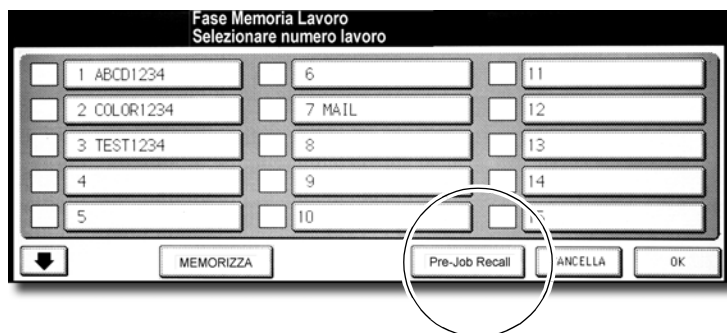 Fase Memoria Lavoro
Selezionare numero lavoro
1 ABCD1234
6
11
2 COLOR1234
7 MAIL
12
3 TEST1234
8
13
4
9
14
5
10
MEMORIZZA
Pre-Job Recall
ANCELLA
OK